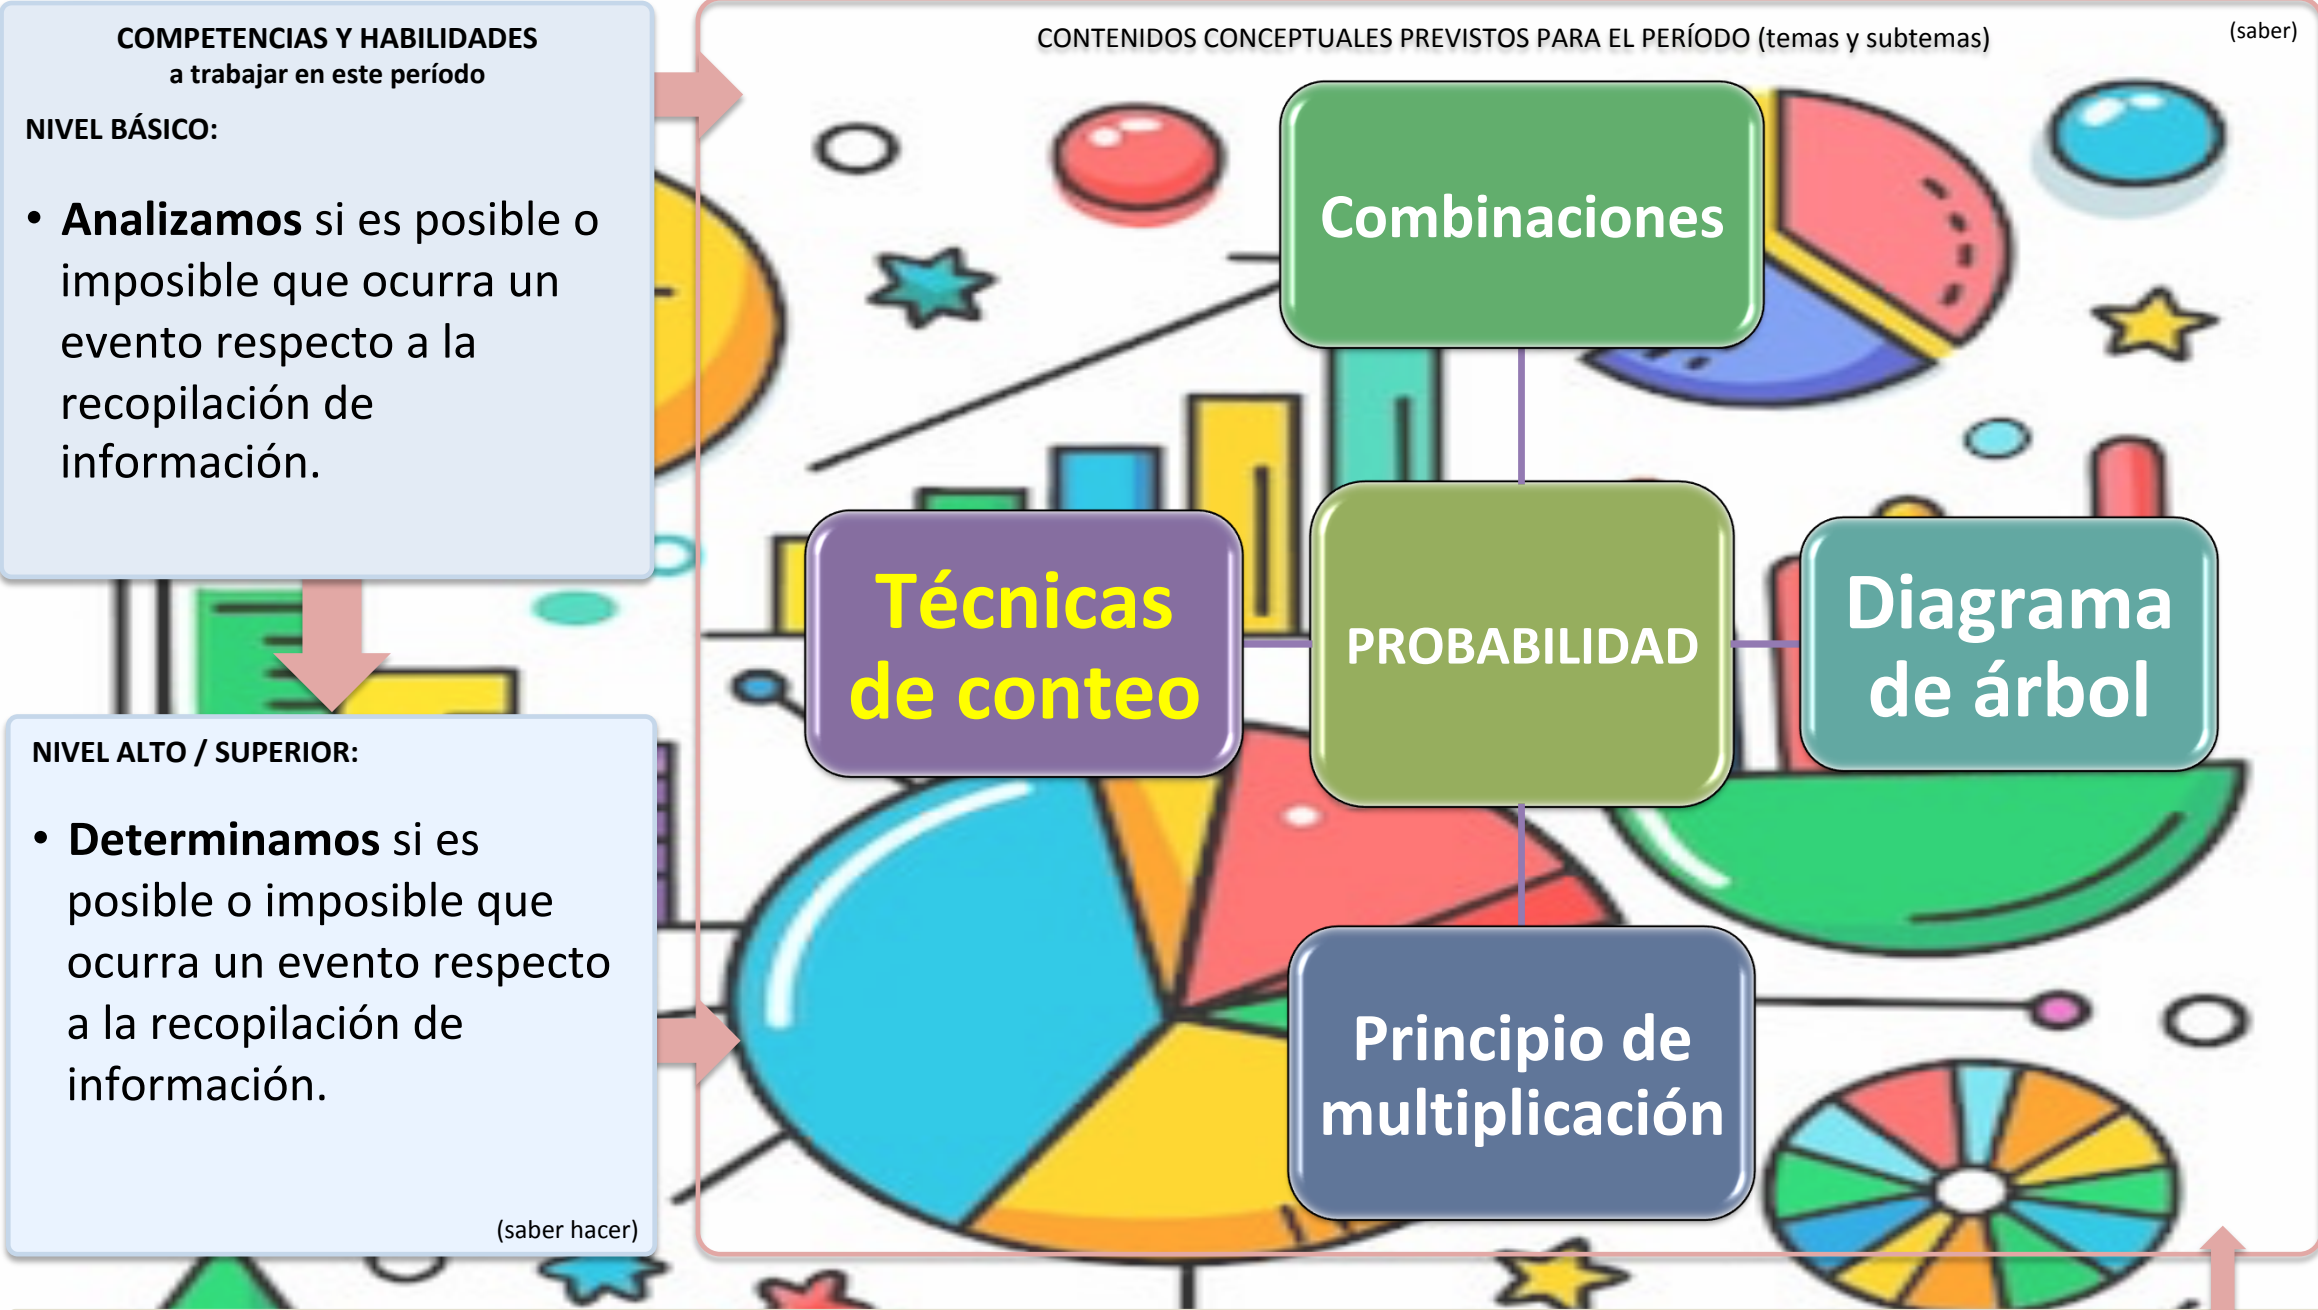 COMPETENCIAS Y HABILIDADES
a trabajar en este período
NIVEL BÁSICO:
• Analizamos si es posible o
imposible que ocurra un
evento respecto a la
recopilación de
información.
NIVEL ALTO / SUPERIOR:
• Determinamos si es
posible o imposible que
ocurra un evento respecto
a la recopilación de
información.
(saber hacer)
CONTENIDOS CONCEPTUALES PREVISTOS PARA EL PERÍODO (temas y subtemas)
(saber)
Combinaciones
Técnicas
de conteo
PROBABILIDAD
Diagrama
de árbol
Principio de
multiplicación